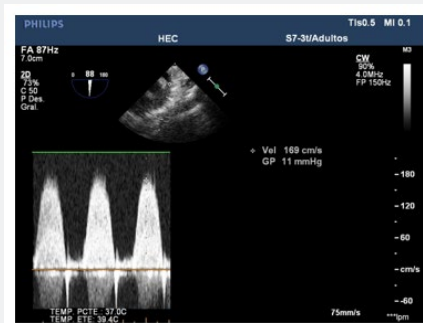 PHILIPS
TIs0.5 MI 0.1
HEC
S7-3t/Adultos
FA 87Hz
7.0cm
2D
73%
C 50
P Des.
Gral.
0 88 180
CW
90%
4.0MHz
FP 150Hz
M3
Vel 169 cm/s
GP 11 mmHg
-180
-120
-60
-cm/s
--60
TEMP. PCTE.: 37.0C
TEMP. ETE.: 39.4C
75mm/s
***lpm